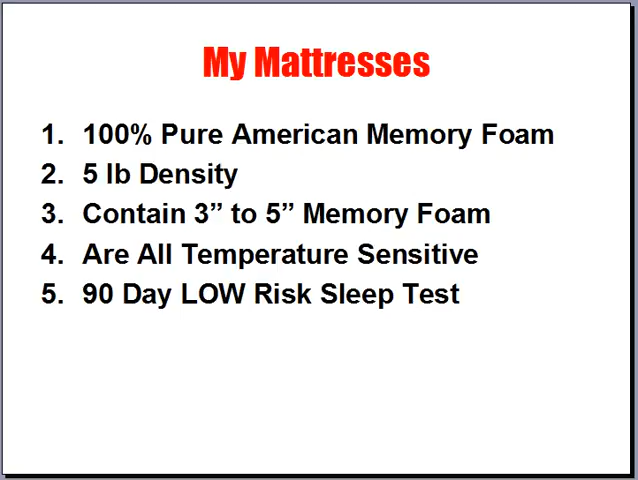 My Mattresses
1. 100% Pure American Memory Foam
2. 5 lb Density
3. Contain 3” to 5” Memory Foam
4. Are All Temperature Sensitive
5. 90 Day LOW Risk Sleep Test